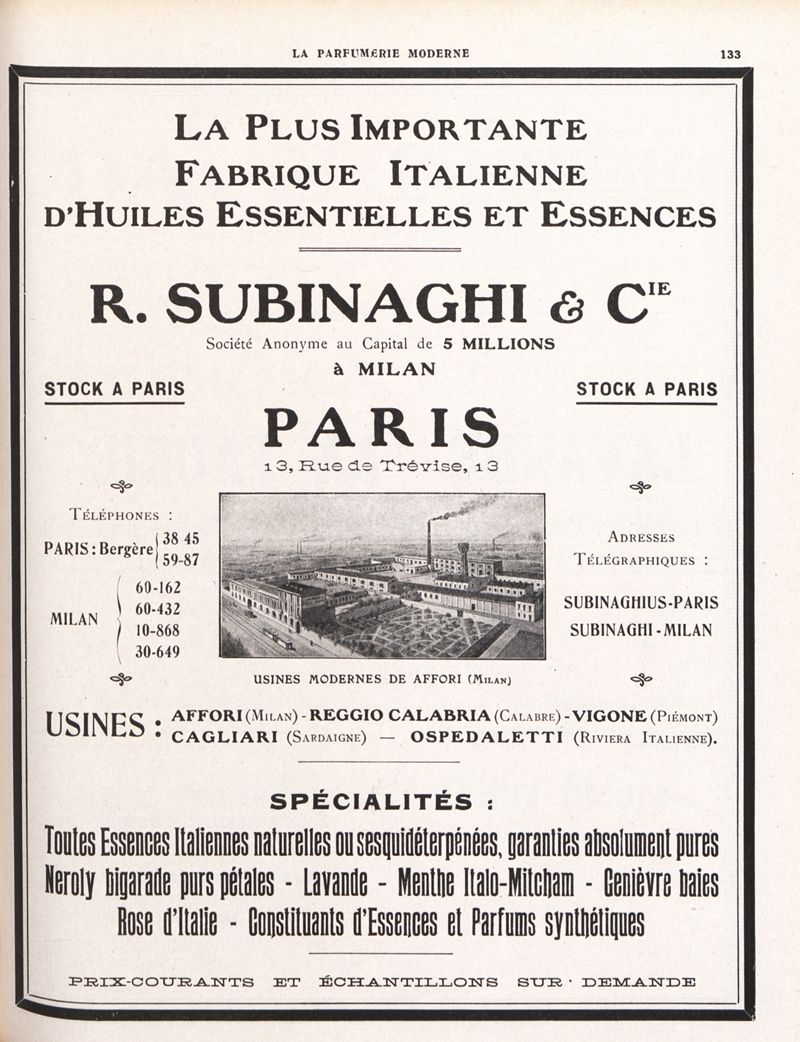 LA PARFUMERIE MODERNE 133
LA PLUS IMPORTANTE
FABRIQUE ITALIENNE
D'HUILES ESSENTIELLES ET ESSENCES
R. SUBINAGHI & CIE
Société Anonyme au Capital de 5 MILLIONS
à MILAN
STOCK A PARIS
STOCK A PARIS
PARIS
13, Rue de Trévise, 13
TÉLÉPHONES :
PARIS : Bergère 38 45
59-87
MILAN
60-162
60-432
10-868
30-649
ADRESSES
TÉLÉGRAPHIQUES :
SUBINAGHIUS-PARIS
SUBINAGHI-MILAN
USINES MODERNES DE AFFORI (MILAN)
USINES : AFFORI (MILAN) - REGGIO CALABRIA (CALABRE) - VIGONE (PIÉMONT)
CAGLIARI (SARDAIGNE) — OSPEDALETTI (RIVIERA ITALIENNE).
SPÉCIALITÉS :
Toutes Essences Italiennes naturelles ou sesquidéterpénées, garanties absolument pures
Neroly bigarade purs pétales - Lavande - Menthe Italo-Mitcham - Genièvre baies
Rose d'Italie - Constituants d'Essences et Parfums synthétiques
PRIX-COURANTS ET ÉCHANTILLONS SUR DEMANDE